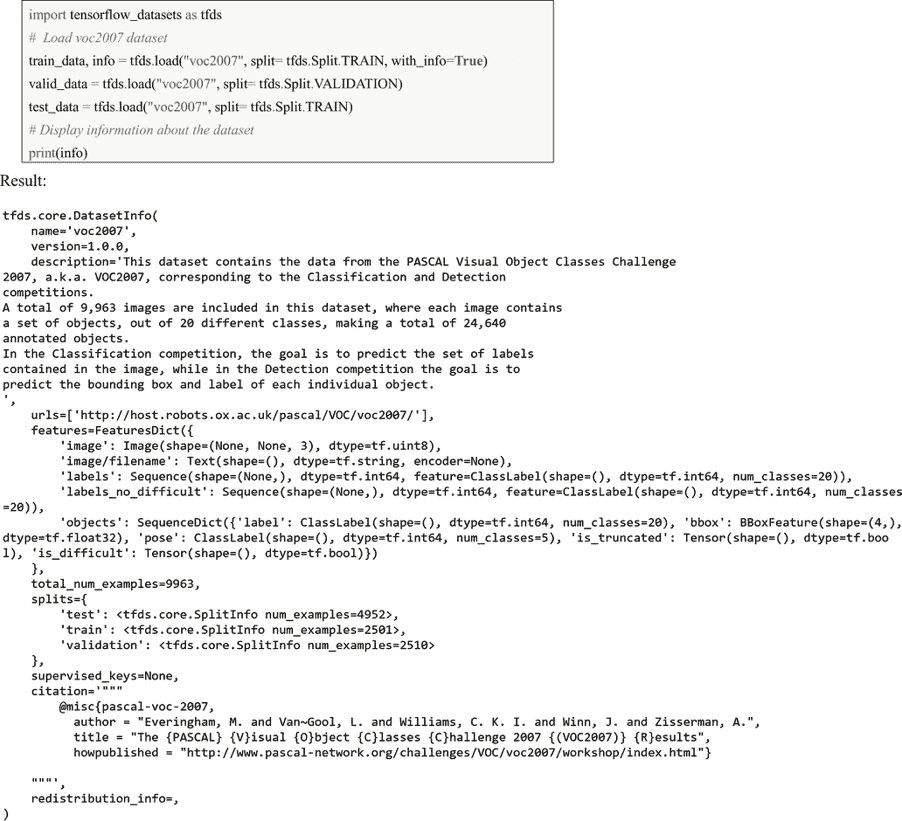 import tensorflow_datasets as tfds
# Load voc2007 dataset
train_data, info = tfds.load("voc2007", split= tfds.Split.TRAIN, with_info=True)
valid_data = tfds.load("voc2007", split= tfds.Split.VALIDATION)
test_data = tfds.load("voc2007", split= tfds.Split.TRAIN)
# Display information about the dataset
print(info)
Result:
tfds.core.DatasetInfo(
    name='voc2007',
    version=1.0.0,
    description='This dataset contains the data from the PASCAL Visual Object Classes Challenge
2007, a.k.a. VOC2007, corresponding to the Classification and Detection
competitions.
A total of 9,963 images are included in this dataset, where each image contains
a set of objects, out of 20 different classes, making a total of 24,640
annotated objects.
In the Classification competition, the goal is to predict the set of labels
contained in the image, while in the Detection competition the goal is to
predict the bounding box and label of each individual object.
',
    urls=['http://host.robots.ox.ac.uk/pascal/VOC/voc2007/'],
    features=FeaturesDict({
        'image': Image(shape=(None, None, 3), dtype=tf.uint8),
        'image/filename': Text(shape=(), dtype=tf.string, encoder=None),
        'labels': Sequence(shape=(None,), dtype=tf.int64, feature=ClassLabel(shape=(), dtype=tf.int64, num_classes=20)),
        'labels_no_difficult': Sequence(shape=(None,), dtype=tf.int64, feature=ClassLabel(shape=(), dtype=tf.int64, num_classes
=20)),
        'objects': SequenceDict({'label': ClassLabel(shape=(), dtype=tf.int64, num_classes=20), 'bbox': BBoxFeature(shape=(4,),
dtype=tf.float32), 'pose': ClassLabel(shape=(), dtype=tf.int64, num_classes=5), 'is_truncated': Tensor(shape=(), dtype=tf.boo
l), 'is_difficult': Tensor(shape=(), dtype=tf.bool)})
    },
    total_num_examples=9963,
    splits={
        'test': <tfds.core.SplitInfo num_examples=4952>,
        'train': <tfds.core.SplitInfo num_examples=2501>,
        'validation': <tfds.core.SplitInfo num_examples=2510>
    },
    supervised_keys=None,
    citation='"""
        @misc{pascal-voc-2007,
          author = "Everingham, M. and Van~Gool, L. and Williams, C. K. I. and Winn, J. and Zisserman, A.",
          title = "The {PASCAL} {V}isual {O}bject {C}lasses {C}hallenge 2007 {(VOC2007)} {R}esults",
          howpublished = "http://www.pascal-network.org/challenges/VOC/voc2007/workshop/index.html"}
    """',
    redistribution_info=,
)